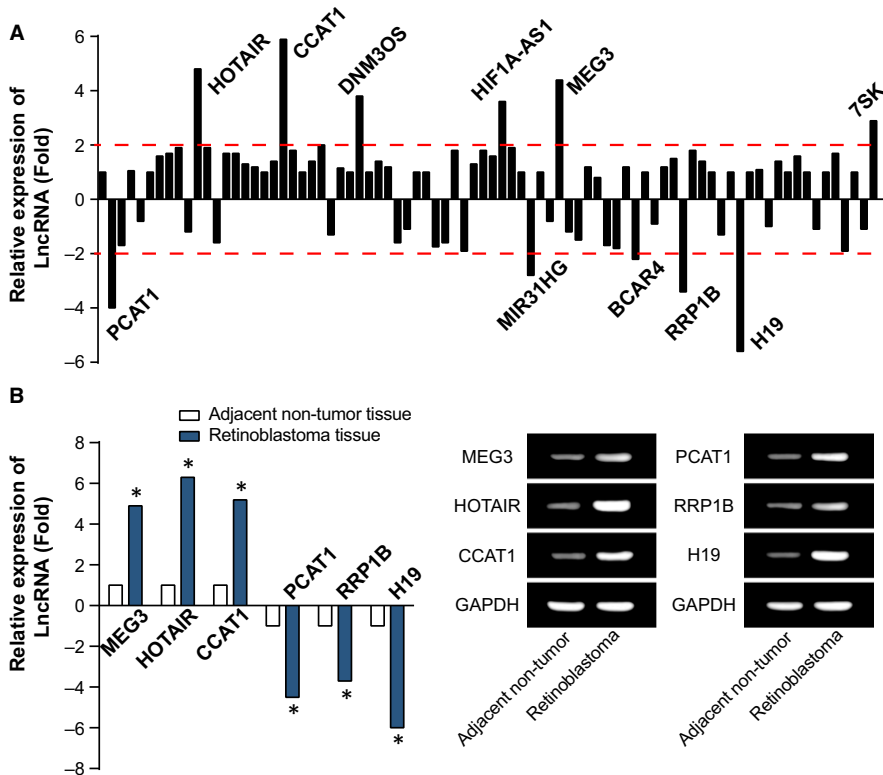 A
Relative expression of
LncRNA (Fold)
6
4
2
0
–2
–4
–6
PCAT1
HOTAIR
CCAT1
DNM3OS
HIF1A-AS1
MIR31HG
MEG3
BCAR4
RRP1B
H19
7SK
B
Adjacent non-tumor tissue
Retinoblastoma tissue
Relative expression of
LncRNA (Fold)
8
6
4
2
0
–2
–4
–6
–8
*
*
*
MEG3
HOTAIR
CCAT1
PCAT1
RRP1B
H19
*
*
*
MEG3
HOTAIR
CCAT1
GAPDH
Adjacent non-tumor
Retinoblastoma
PCAT1
RRP1B
H19
GAPDH
Adjacent non-tumor
Retinoblastoma